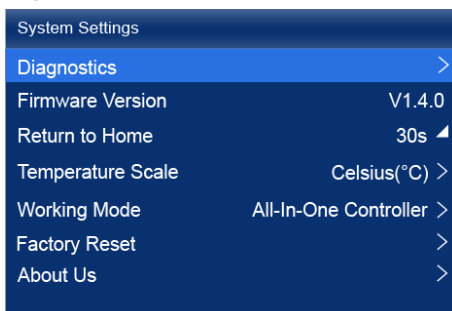 System Settings
Diagnostics >
Firmware Version V1.4.0
Return to Home 30s
Temperature Scale Celsius(°C) >
Working Mode All-In-One Controller >
Factory Reset >
About Us >